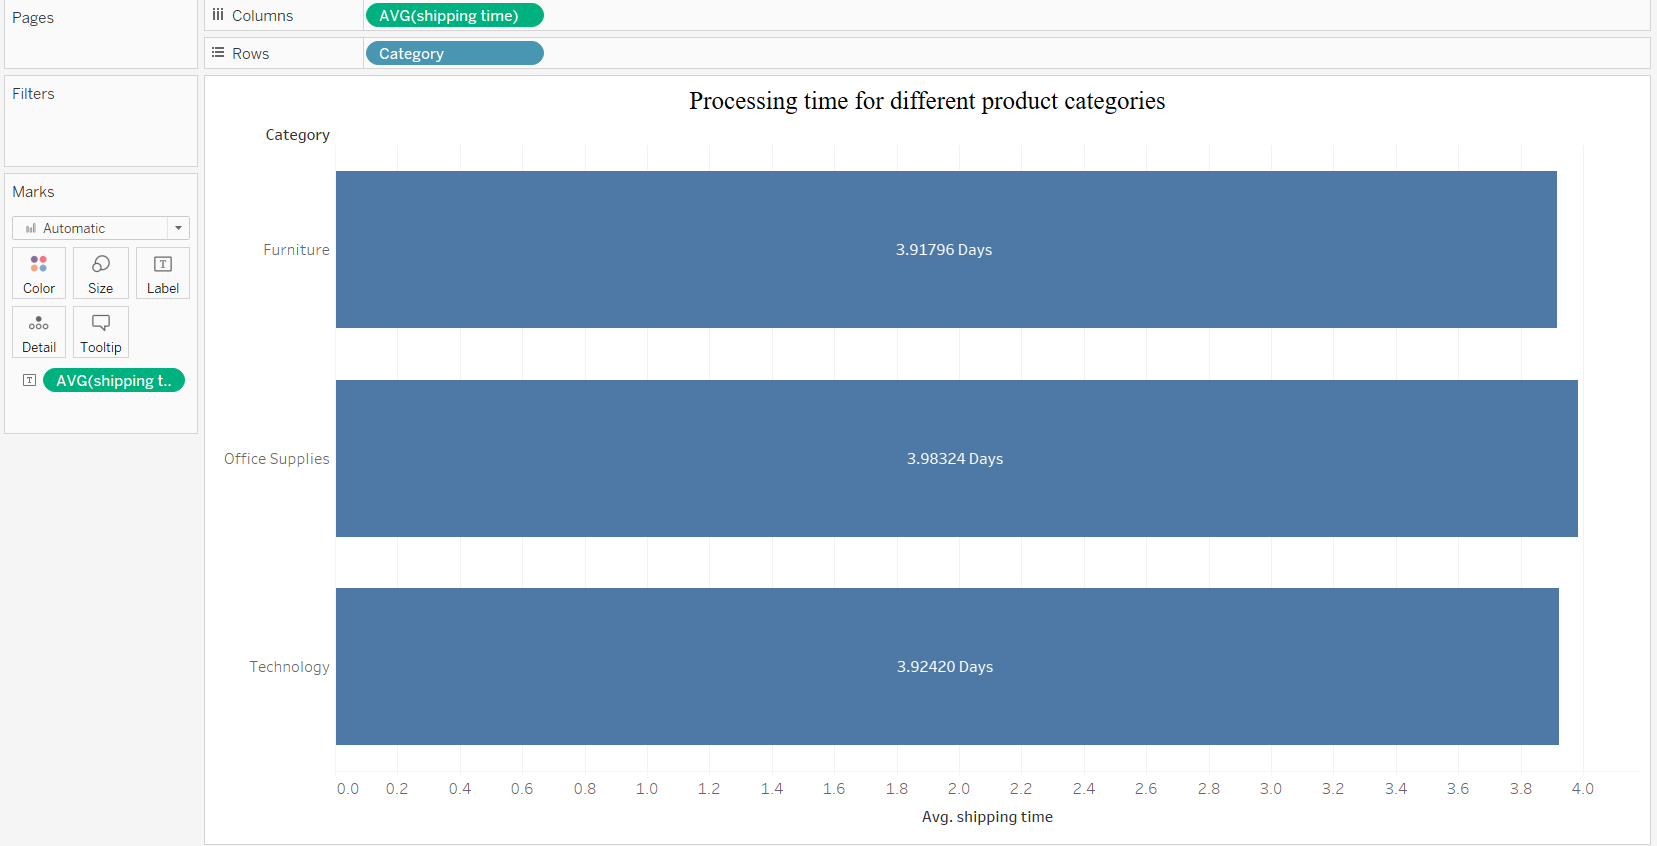 Pages
Columns
AVG(shipping time)
Rows
Category
Filters
Marks
Automatic
Color
Size
Label
Detail
Tooltip
AVG(shipping t..
Processing time for different product categories
Category
Furniture
3.91796 Days
Office Supplies
3.98324 Days
Technology
3.92420 Days
0.0 0.2 0.4 0.6 0.8 1.0 1.2 1.4 1.6 1.8 2.0 2.2 2.4 2.6 2.8 3.0 3.2 3.4 3.6 3.8 4.0
Avg. shipping time